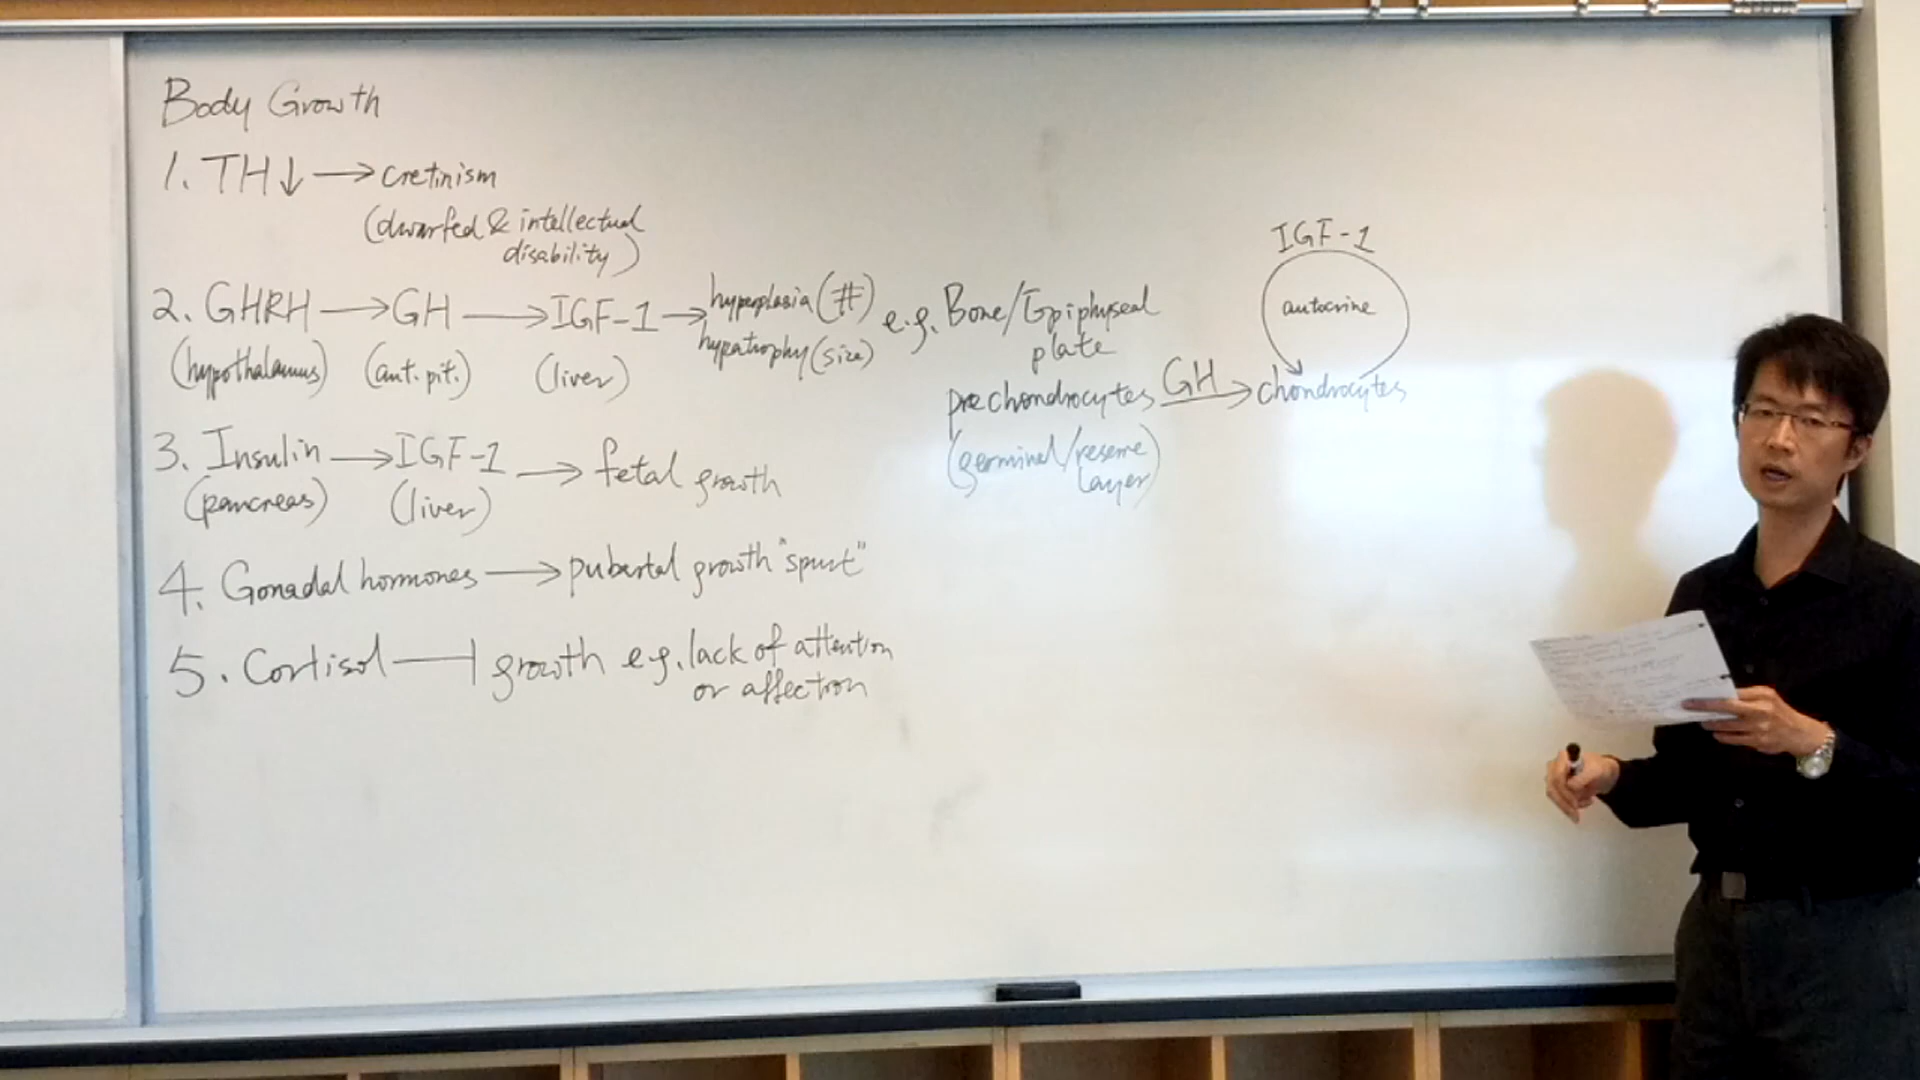 Body Growth
1. TH↓ → cretinism
(dwarfed & intellectual
disability)
2. GHRH → GH → IGF-1 → hyperplasia (#)
hypatrophy (size)
(hypothalamus) (ant. pit.) (liver)
e.g. Bone/Epiphyseal
plate
prechondrocytes GH → chondrocytes
(germinal/reserve
layer)
IGF-1
autocrine
3. Insulin → IGF-1 → fetal growth
(pancreas) (liver)
4. Gonadal hormones → pubertal growth "spurt"
5. Cortisol ⊣ growth e.g. lack of attention
or affection